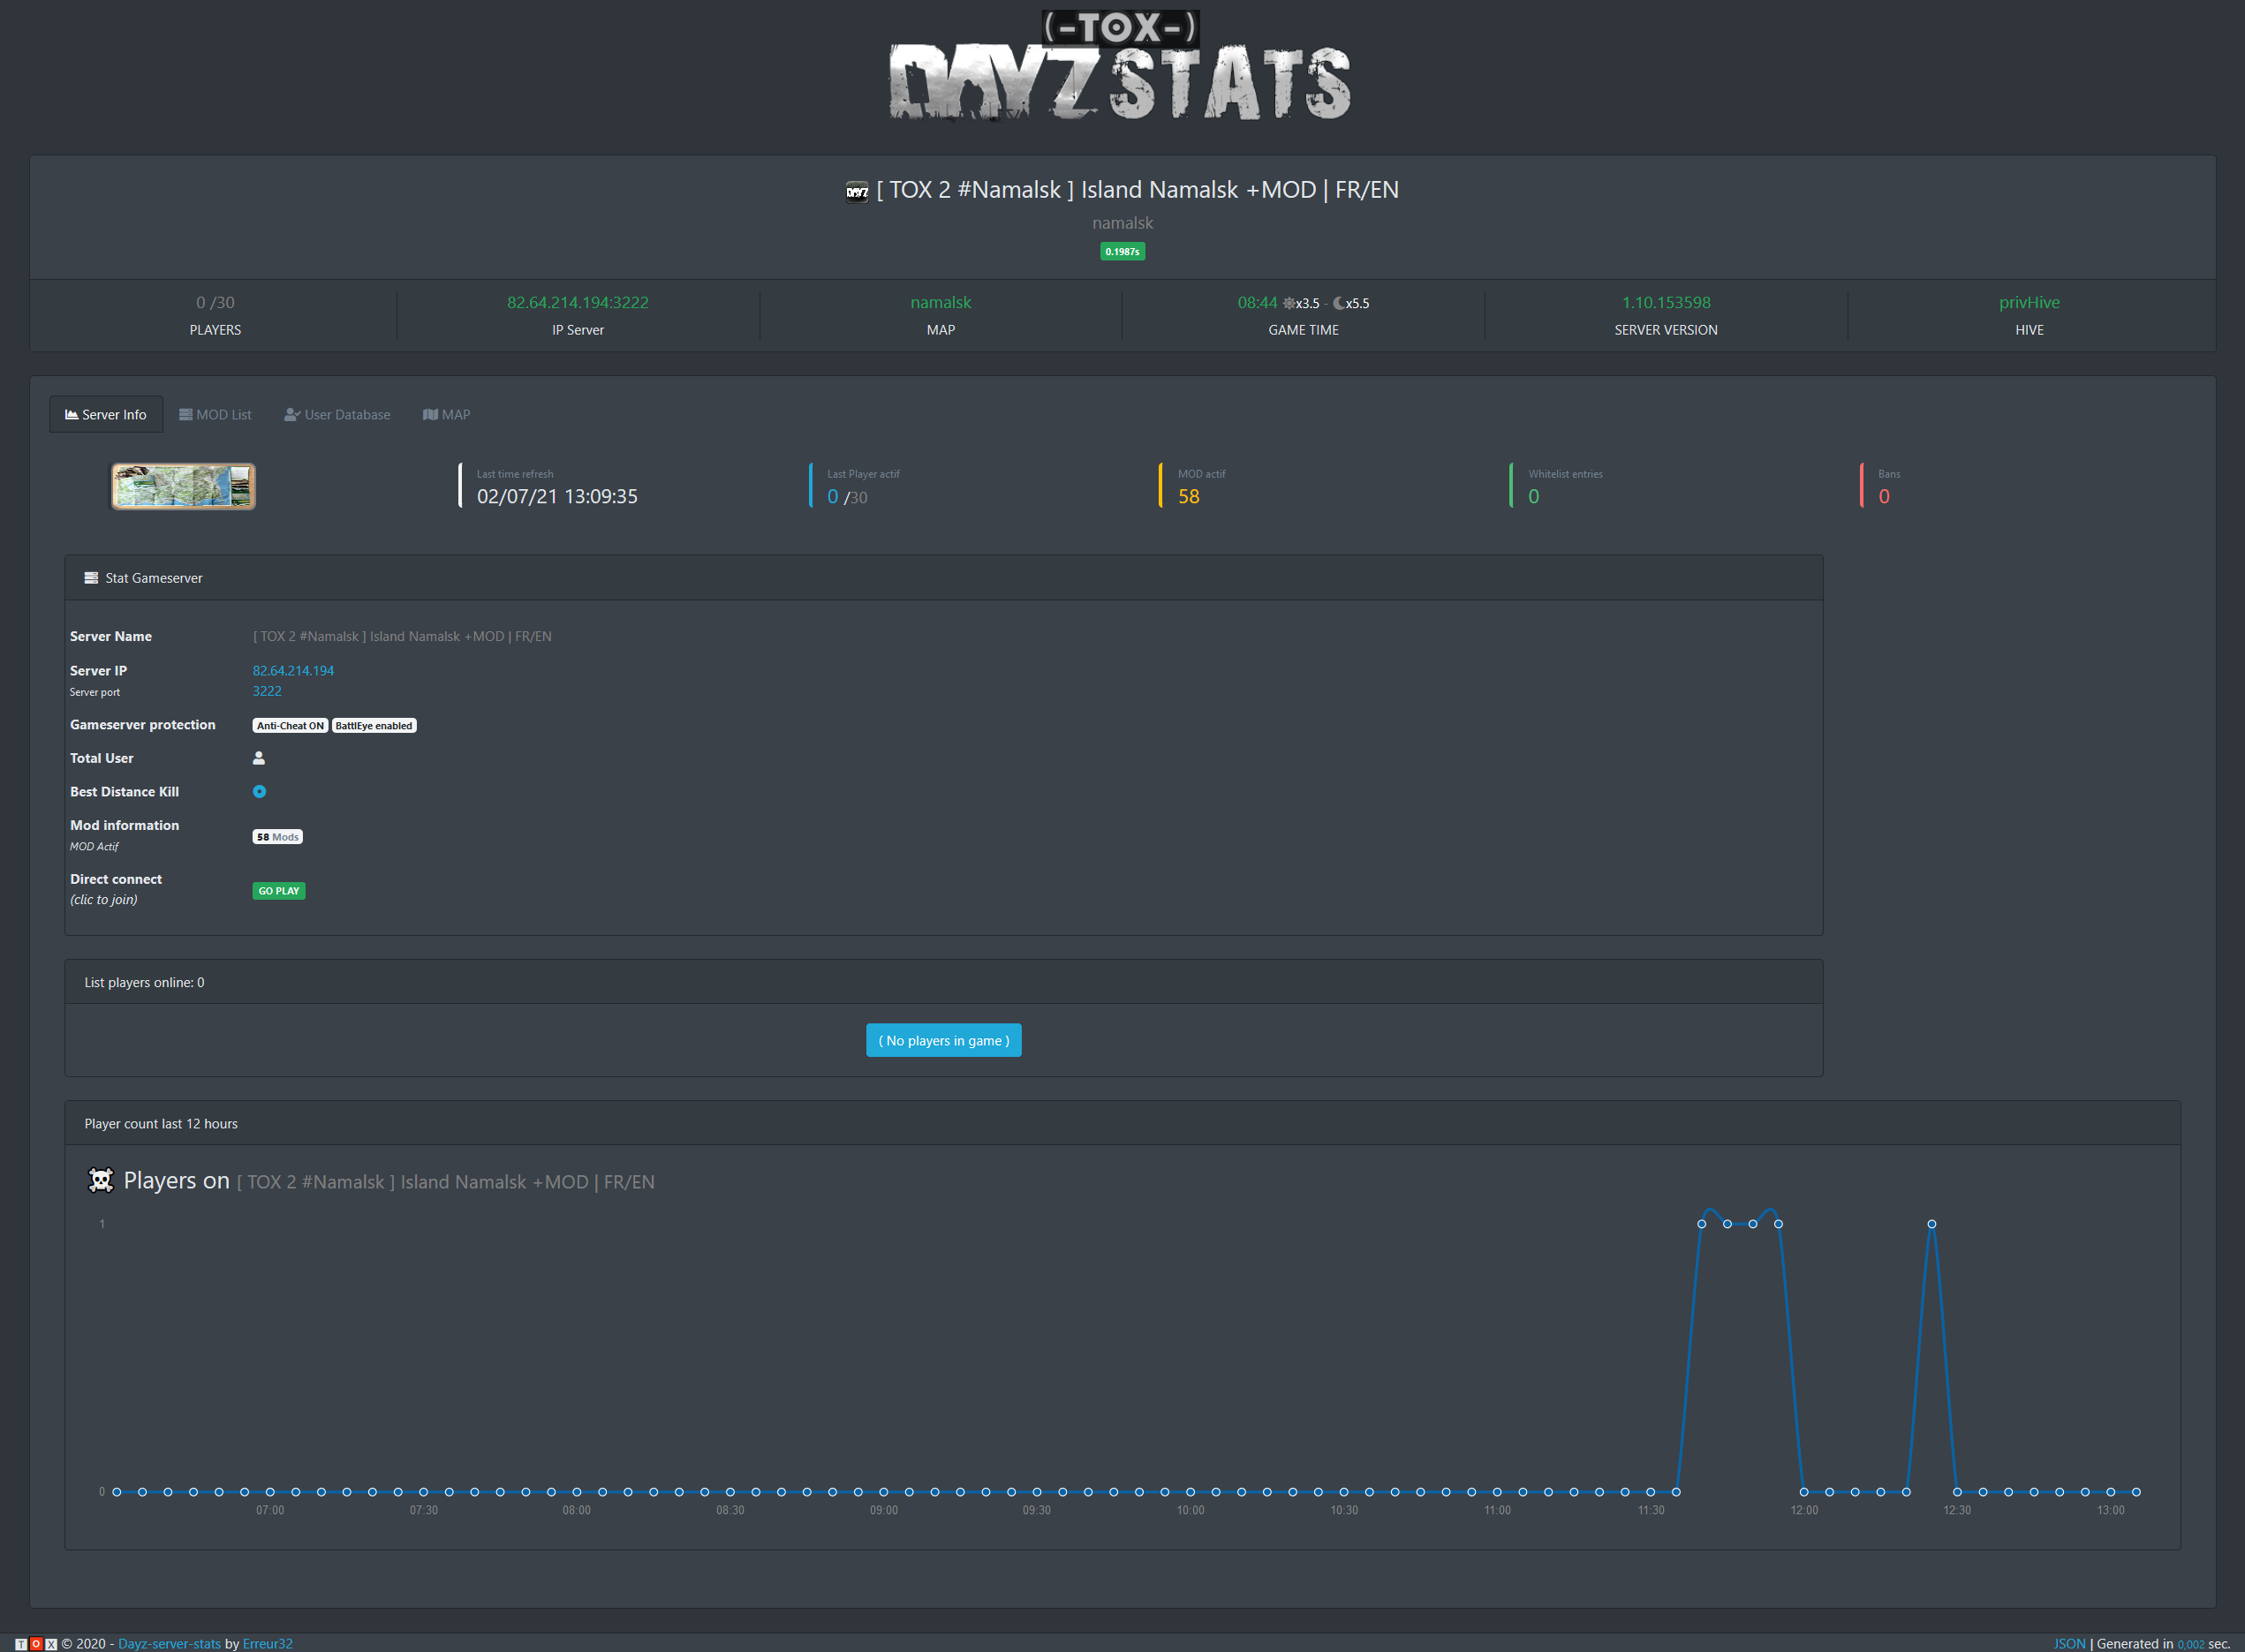 (-TOX-)
DAYZ STATS
DAYZ [ TOX 2 #Namalsk ] Island Namalsk +MOD | FR/EN
namalsk
0.1987s
0 /30
PLAYERS
82.64.214.194:3222
IP Server
namalsk
MAP
08:44 x3.5 - x5.5
GAME TIME
1.10.153598
SERVER VERSION
privHive
HIVE
Server Info MOD List User Database MAP
Last time refresh
02/07/21 13:09:35
Last Player actif
0 /30
MOD actif
58
Whitelist entries
0
Bans
0
Stat Gameserver
Server Name [ TOX 2 #Namalsk ] Island Namalsk +MOD | FR/EN
Server IP 82.64.214.194
Server port 3222
Gameserver protection Anti-Cheat ON BattlEye enabled
Total User
Best Distance Kill
Mod information
MOD Actif
58 Mods
Direct connect
(clic to join)
GO PLAY
List players online: 0
( No players in game )
Player count last 12 hours
Players on [ TOX 2 #Namalsk ] Island Namalsk +MOD | FR/EN
1
0
07:00 07:30 08:00 08:30 09:00 09:30 10:00 10:30 11:00 11:30 12:00 12:30 13:00
TOX © 2020 - Dayz-server-stats by Erreur32
JSON | Generated in 0,002 sec.